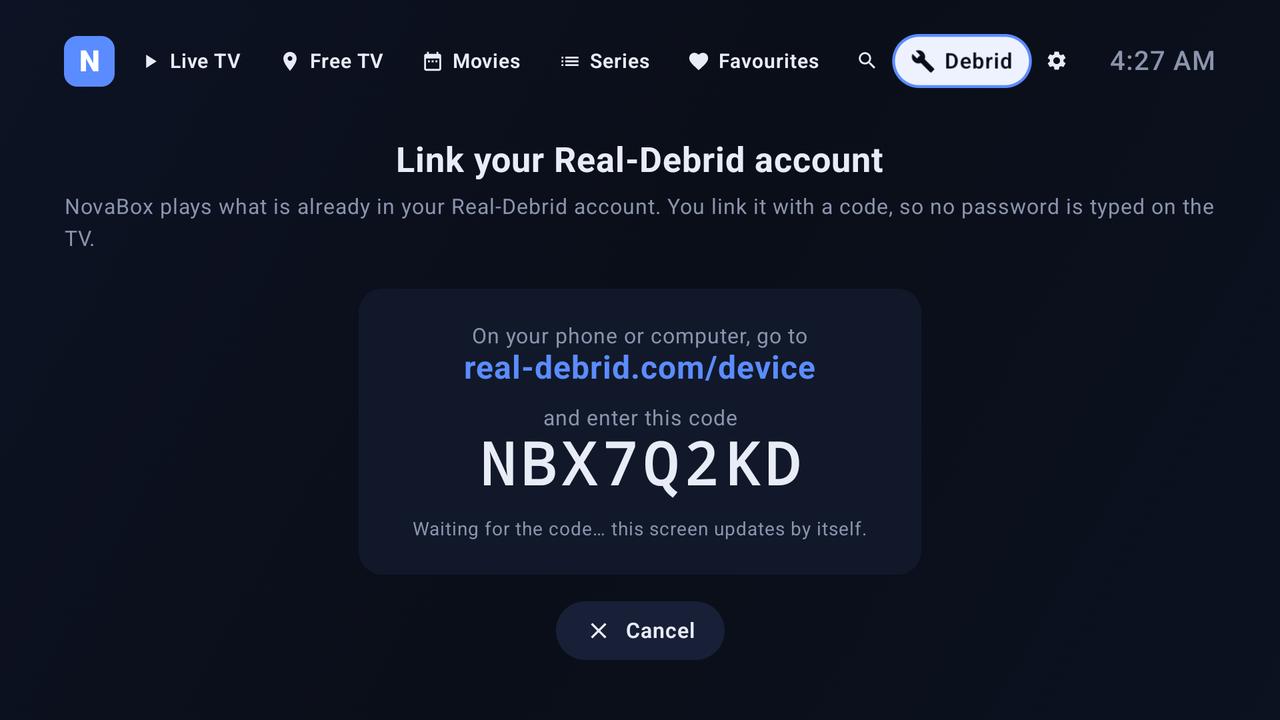 N
Live TV
Free TV
Movies
Series
Favourites
Debrid
4:27 AM
Link your Real-Debrid account
NovaBox plays what is already in your Real-Debrid account. You link it with a code, so no password is typed on the
TV.
On your phone or computer, go to
real-debrid.com/device
and enter this code
NBX7Q2KD
Waiting for the code… this screen updates by itself.
Cancel